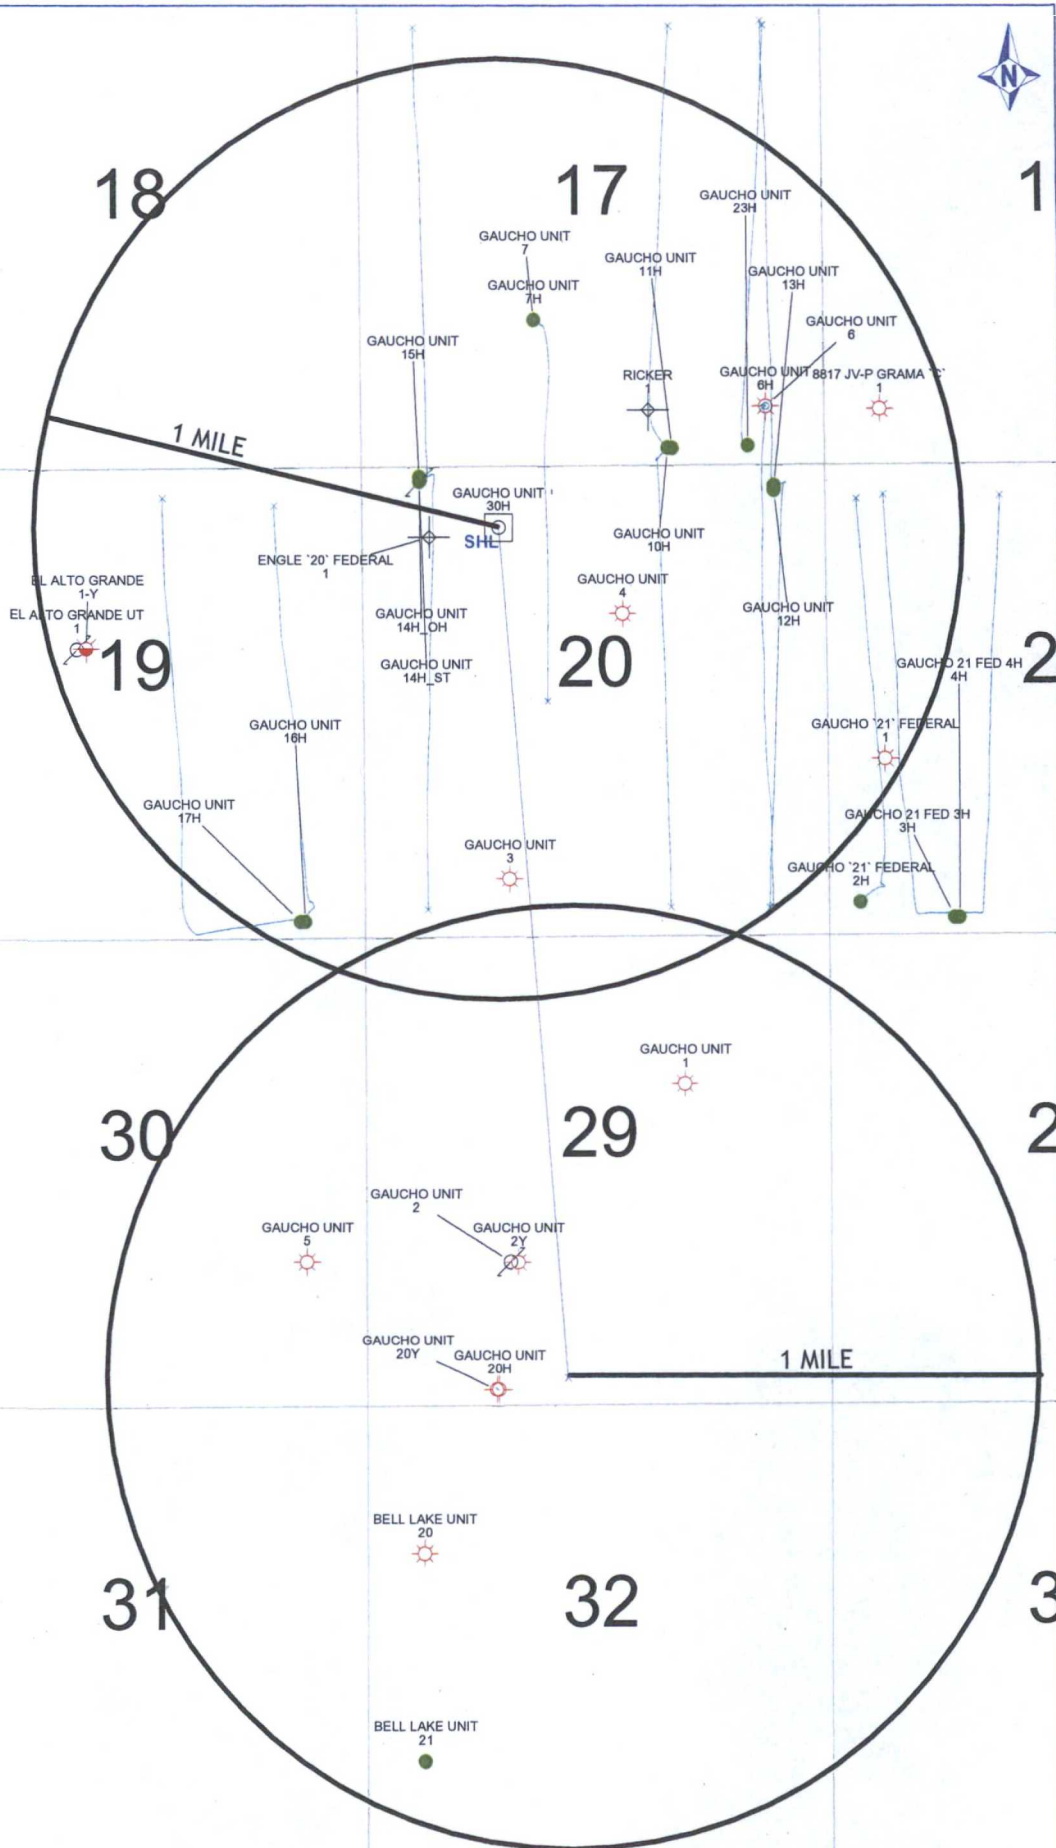 N
18
17
1
GAUCHO UNIT
23H
GAUCHO UNIT
7
GAUCHO UNIT
11H
GAUCHO UNIT
7H
GAUCHO UNIT
13H
GAUCHO UNIT
6
GAUCHO UNIT
15H
RICKER
1
GAUCHO UNIT
6H
8817 JV-P GRAMA `C`
1
1 MILE
GAUCHO UNIT
30H
SHL
ENGLE `20` FEDERAL
1
GAUCHO UNIT
10H
EL ALTO GRANDE
1-Y
EL ALTO GRANDE UT
1
GAUCHO UNIT
4
GAUCHO UNIT
14H_OH
GAUCHO UNIT
12H
19
20
2
GAUCHO UNIT
14H_ST
GAUCHO 21 FED 4H
4H
GAUCHO UNIT
16H
GAUCHO `21` FEDERAL
1
GAUCHO UNIT
17H
GAUCHO 21 FED 3H
3H
GAUCHO UNIT
3
GAUCHO `21` FEDERAL
2H
GAUCHO UNIT
1
30
29
2
GAUCHO UNIT
2
GAUCHO UNIT
5
GAUCHO UNIT
2Y
GAUCHO UNIT
20Y
GAUCHO UNIT
20H
1 MILE
BELL LAKE UNIT
20
31
32
3
BELL LAKE UNIT
21